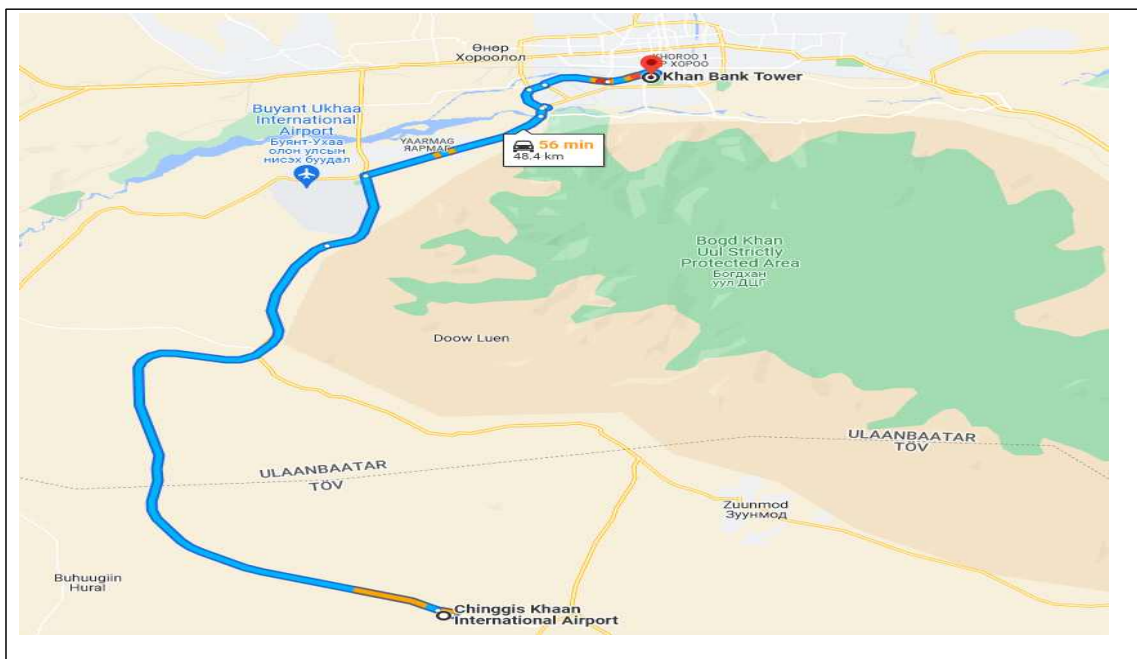 Өнөр
Хороолол
KHOROO 1
Р ХОРОО
Khan Bank Tower
Buyant Ukhaa
International
Airport
Буянт-Ухаа
олон улсын
нисэх буудал
YAARMAG
ЯАРМАГ
56 min
48.4 km
Bogd Khan
Uul Strictly
Protected Area
Богдхан
уул ДЦГ
Doow Luen
ULAANBAATAR
TÖV
ULAANBAATAR
TÖV
Zuunmod
Зуунмод
Buhuugiin
Hural
Chinggis Khaan
International Airport